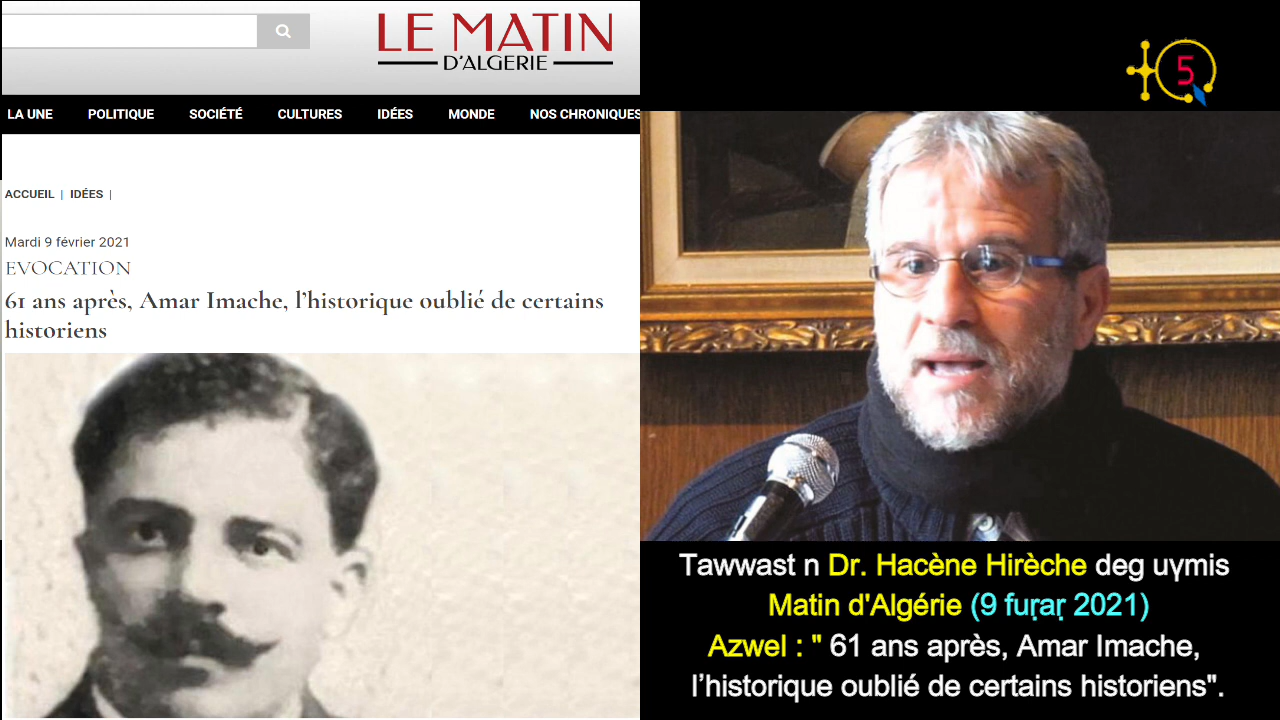 LE MATIN
D'ALGERIE
LA UNE POLITIQUE SOCIÉTÉ CULTURES IDÉES MONDE NOS CHRONIQUES
ACCUEIL | IDÉES |
Mardi 9 février 2021
EVOCATION
61 ans après, Amar Imache, l’historique oublié de certains
historiens
5
Tawwast n Dr. Hacène Hirèche deg uɣmis
Matin d'Algérie (9 fuṛaṛ 2021)
Azwel : " 61 ans après, Amar Imache,
l’historique oublié de certains historiens".